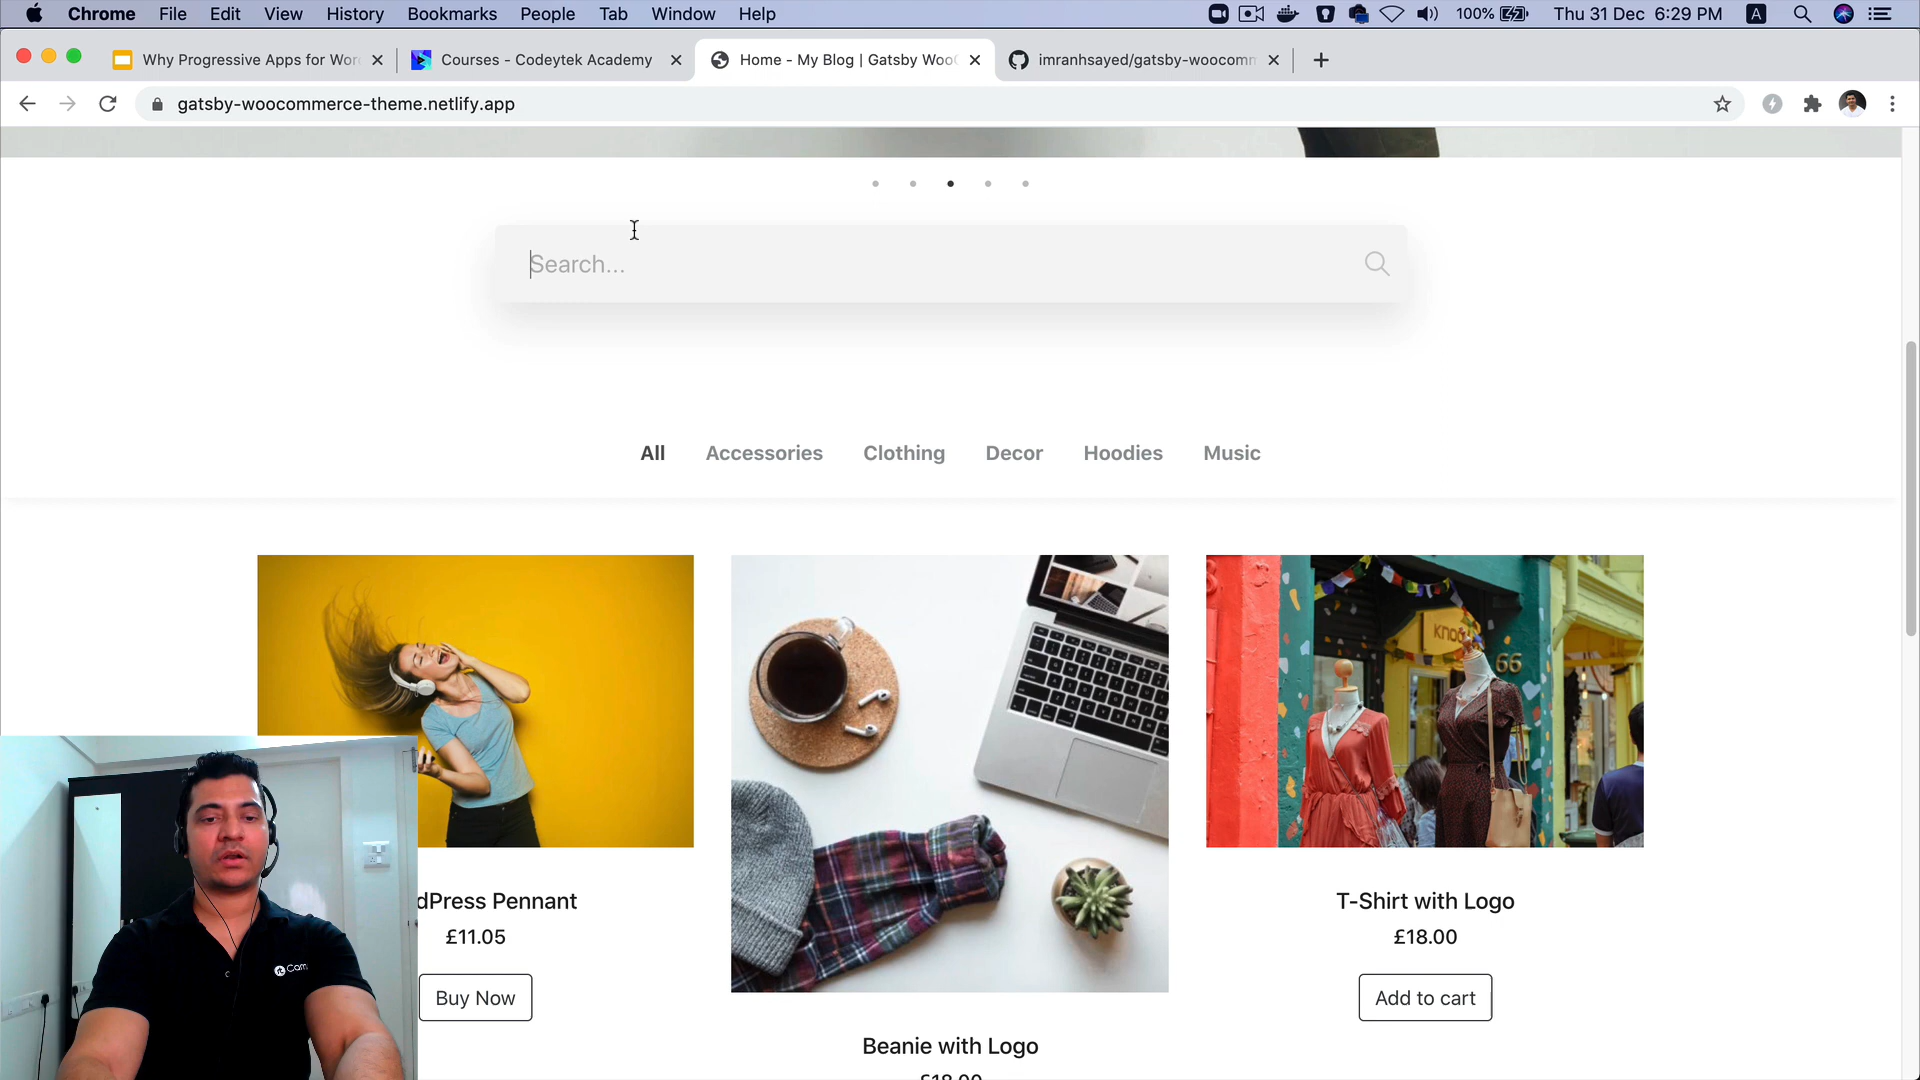 Chrome File Edit View History Bookmarks People Tab Window Help 100% Thu 31 Dec 6:29 PM A
Why Progressive Apps for Wor Courses - Codeytek Academy Home - My Blog | Gatsby WooC imranhsayed/gatsby-woocomm
gatsby-woocommerce-theme.netlify.app
Search...
All Accessories Clothing Decor Hoodies Music
66
dPress Pennant
£11.05
Buy Now
T-Shirt with Logo
£18.00
Add to cart
Beanie with Logo
£18.00